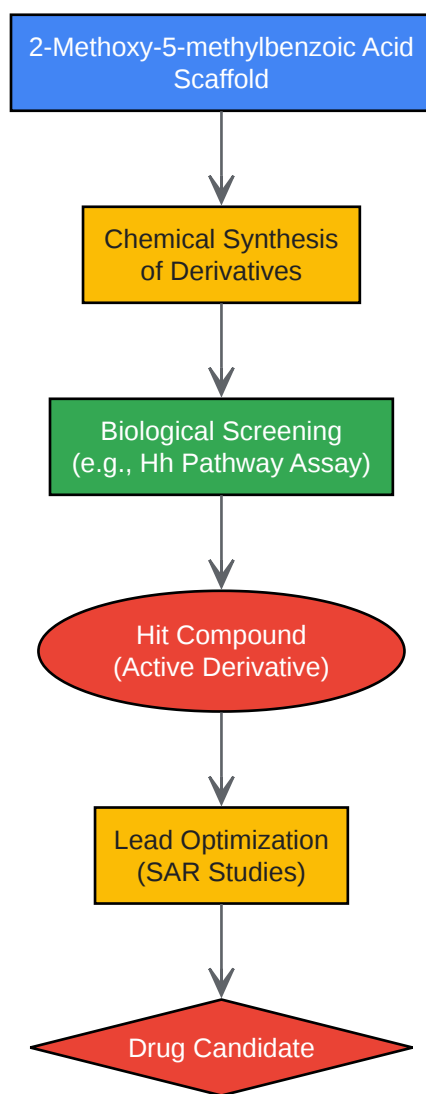 2-Methoxy-5-methylbenzoic Acid
Scaffold
Chemical Synthesis
of Derivatives
Biological Screening
(e.g., Hh Pathway Assay)
Hit Compound
(Active Derivative)
Lead Optimization
(SAR Studies)
Drug Candidate